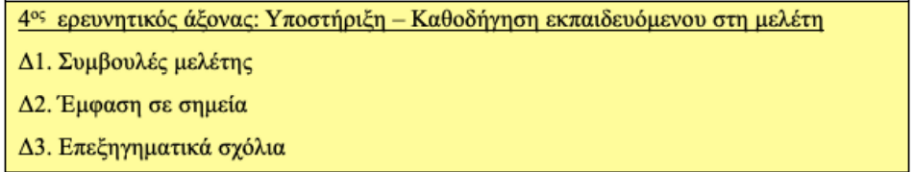 4ος ερευνητικός άξονας: Υποστήριξη – Καθοδήγηση εκπαιδευόμενου στη μελέτη
Δ1. Συμβουλές μελέτης
Δ2. Έμφαση σε σημεία
Δ3. Επεξηγηματικά σχόλια